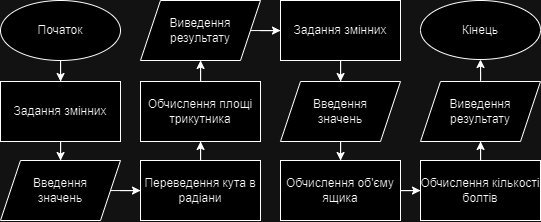 Початок
Задання змінних
Введення
значень
Переведення кута в
радіани
Обчислення площі
трикутника
Виведення
результату
Задання змінних
Введення
значень
Обчислення об'єму
ящика
Обчислення кількості
болтів
Виведення
результату
Кінець